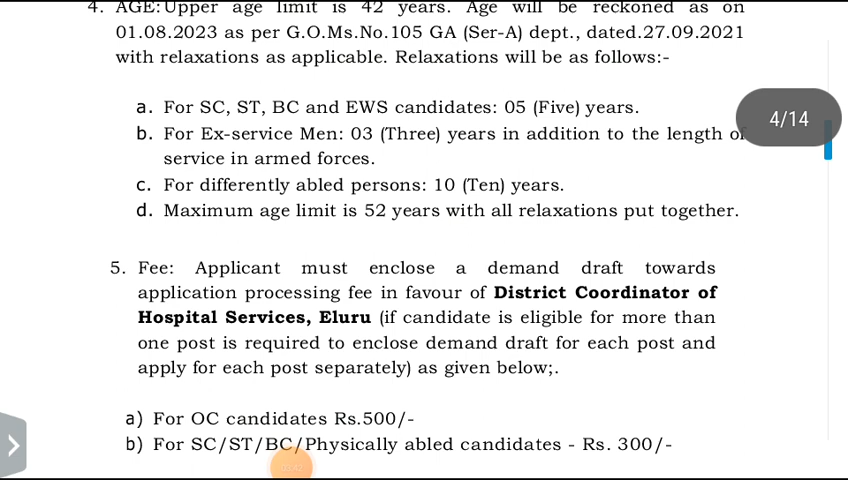 4. AGE: Upper age limit is 42 years. Age will be reckoned as on
01.08.2023 as per G.O.Ms.No.105 GA (Ser-A) dept., dated.27.09.2021
with relaxations as applicable. Relaxations will be as follows:-
a. For SC, ST, BC and EWS candidates: 05 (Five) years.
4/14
b. For Ex-service Men: 03 (Three) years in addition to the length of
service in armed forces.
c. For differently abled persons: 10 (Ten) years.
d. Maximum age limit is 52 years with all relaxations put together.
5. Fee: Applicant must enclose a demand draft towards
application processing fee in favour of District Coordinator of
Hospital Services, Eluru (if candidate is eligible for more than
one post is required to enclose demand draft for each post and
apply for each post separately) as given below;.
a) For OC candidates Rs.500/-
b) For SC/ST/BC/Physically abled candidates - Rs. 300/-